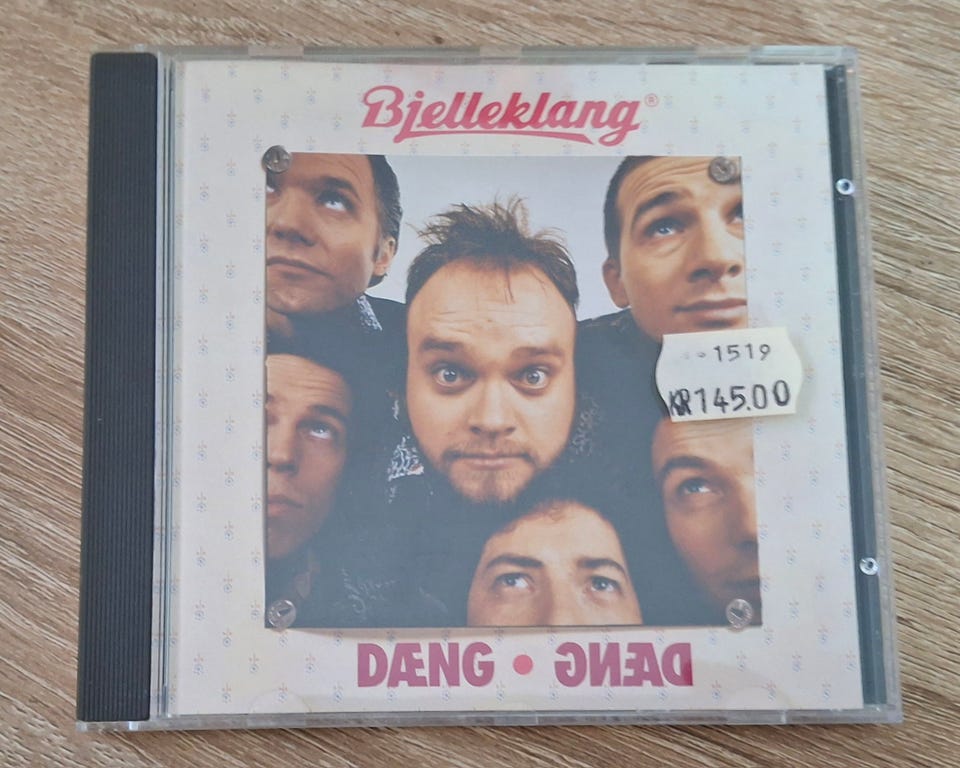 Bjelleklang®
1519
KR145.00
DÆNG • DÆNG